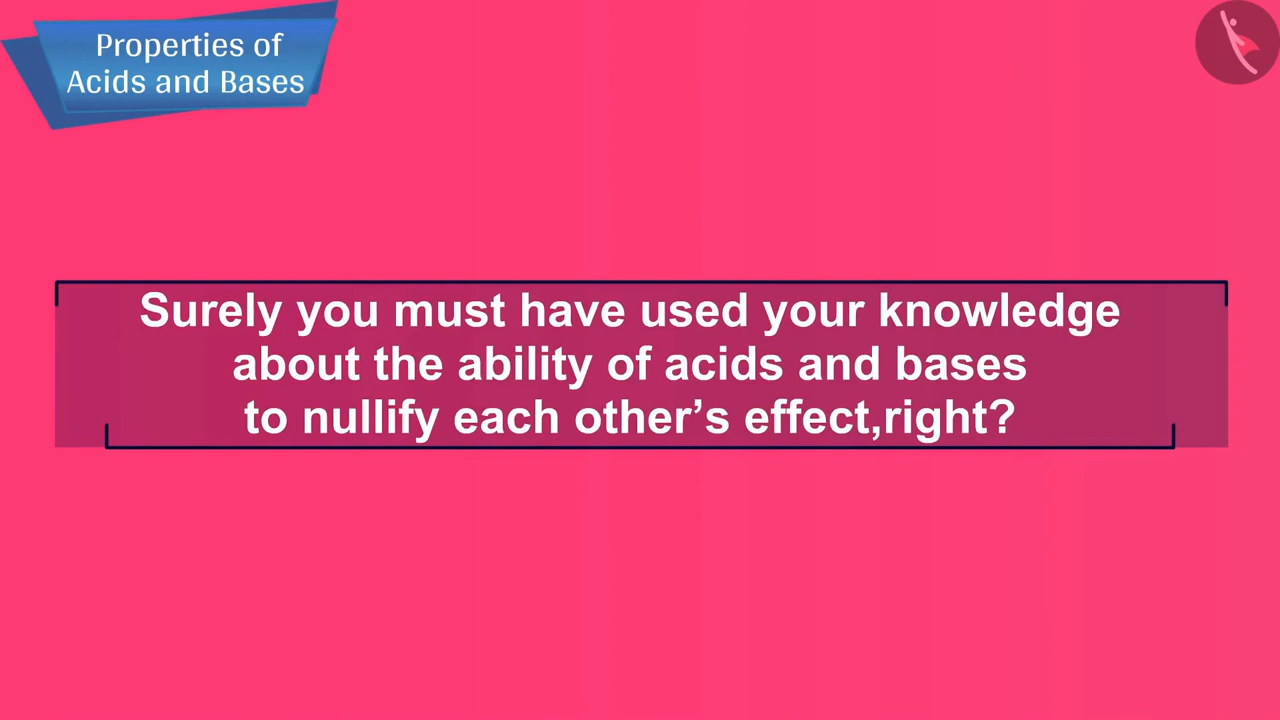 Properties of
Acids and Bases
Surely you must have used your knowledge
about the ability of acids and bases
to nullify each other’s effect,right?